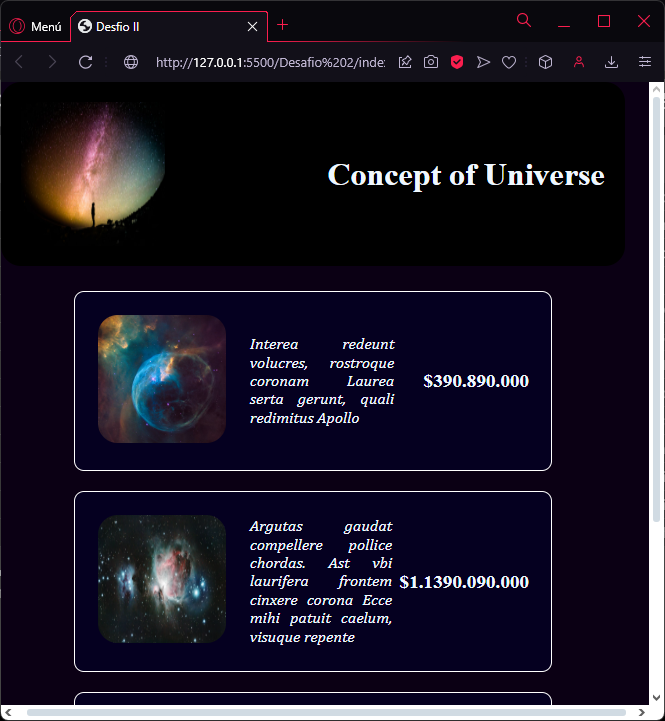 Menú
Desfio II
http://127.0.0.1:5500/Desafio%202/inde
Concept of Universe
Interea redeunt
volucres, rostroque
coronam Laurea
serta gerunt, quali
redimitus Apollo
$390.890.000
Argutas gaudat
compellere pollice
chordas. Ast vbi
laurifera frontem
cinxere corona Ecce
mihi patuit caelum,
visuque repente
$1.1390.090.000